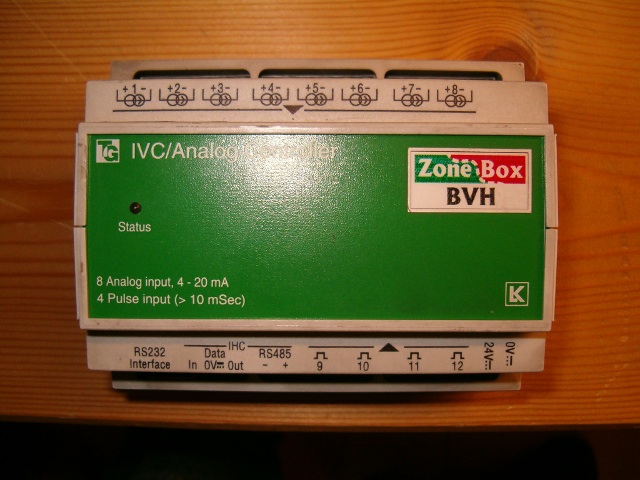 +1- +2- +3- +4- +5- +6- +7- +8-
TG IVC/Analog Controller
Zone Box
BVH
Status
8 Analog input, 4 - 20 mA
4 Pulse input (> 10 mSec)
LK
IHC
RS232 Data RS485 24V 0V
Interface In 0V Out - + 9 10 11 12